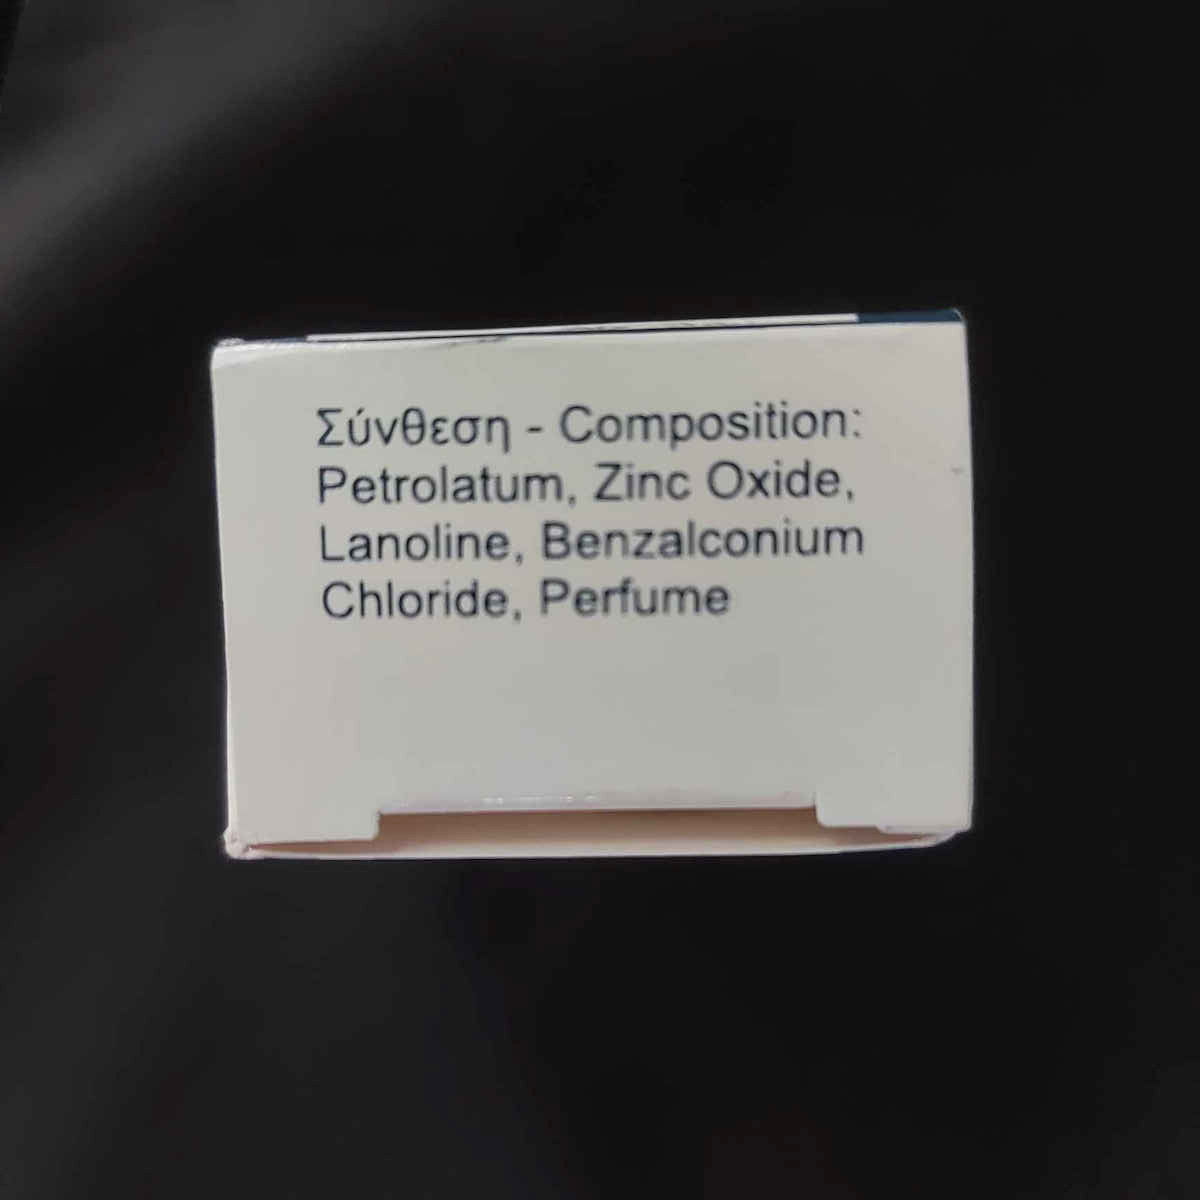 Σύνθεση - Composition:
Petrolatum, Zinc Oxide,
Lanoline, Benzalconium
Chloride, Perfume